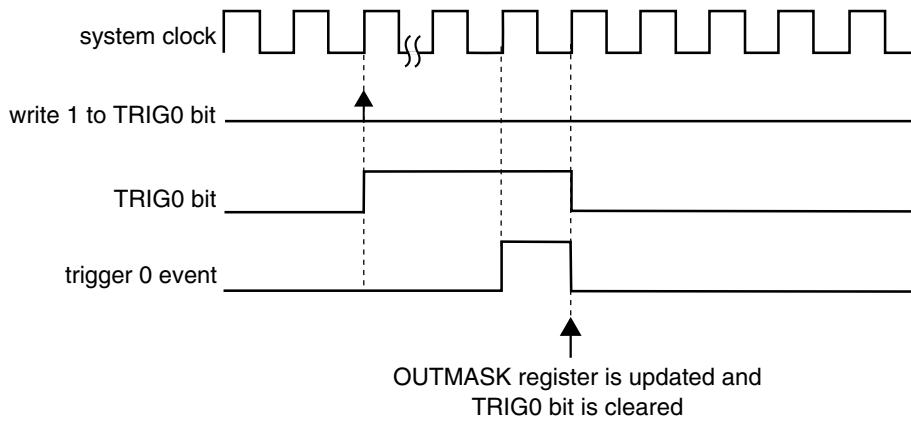 system clock
write 1 to TRIG0 bit
TRIG0 bit
trigger 0 event
OUTMASK register is updated and
TRIG0 bit is cleared